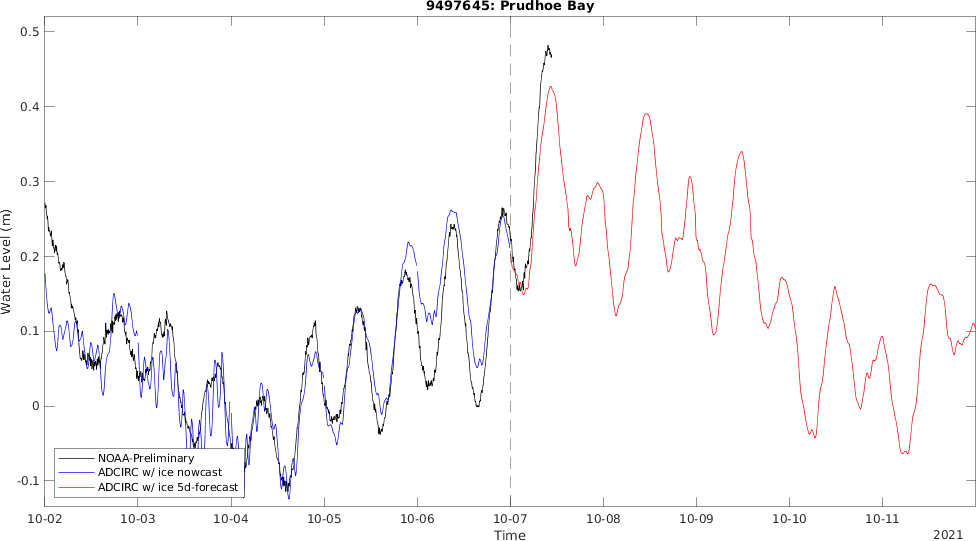 9497645: Prudhoe Bay
0.5
0.4
0.3
0.2
0.1
0
-0.1
Water Level (m)
NOAA-Preliminary
ADCIRC w/ ice nowcast
ADCIRC w/ ice 5d-forecast
10-02 10-03 10-04 10-05 10-06 10-07 10-08 10-09 10-10 10-11
Time
2021